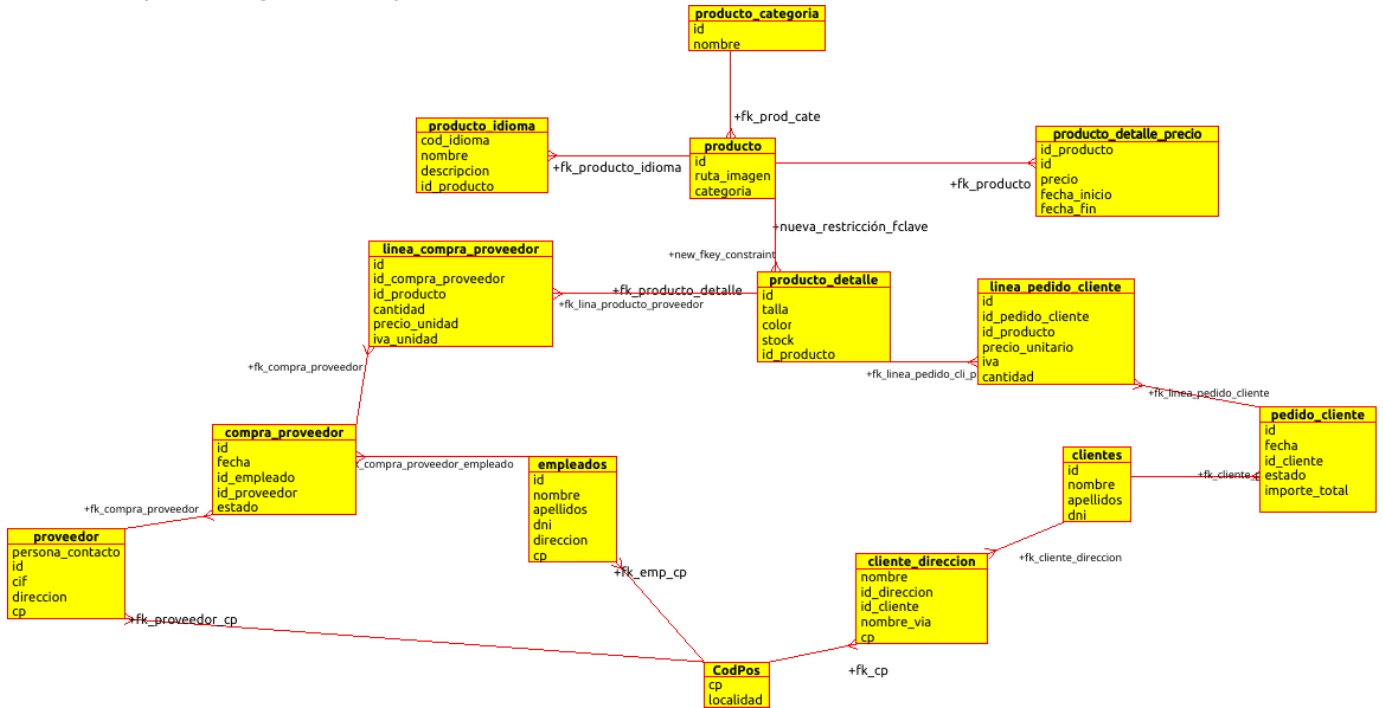 producto_categoria
id
nombre
+fk_prod_cate
producto_idioma
cod_idioma
nombre
descripcion
id_producto
+fk_producto_idioma
producto
id
ruta_imagen
categoria
producto_detalle_precio
id_producto
id
precio
fecha_inicio
fecha_fin
+fk_producto
+nueva_restricción_fclave
+new_fkey_constraint
linea_compra_proveedor
id
id_compra_proveedor
id_producto
cantidad
precio_unidad
iva_unidad
+fk_producto_detalle
+fk_lina_producto_proveedor
producto_detalle
id
talla
color
stock
id_producto
linea_pedido_cliente
id
id_pedido_cliente
id_producto
precio_unitario
iva
cantidad
+fk_linea_pedido_cli_p
+fk_compra_proveedor
+fk_linea_pedido_cliente
pedido_cliente
id
fecha
id_cliente
estado
importe_total
compra_proveedor
id
fecha
id_empleado
id_proveedor
estado
_compra_proveedor_empleado
empleados
id
nombre
apellidos
dni
direccion
cp
clientes
id
nombre
apellidos
dni
+fk_cliente_p
+fk_compra_proveedor
proveedor
persona_contacto
id
cif
direccion
cp
+fk_proveedor_cp
+fk_emp_cp
cliente_direccion
nombre
id_direccion
id_cliente
nombre_via
cp
+fk_cliente_direccion
+fk_cp
CodPos
cp
localidad